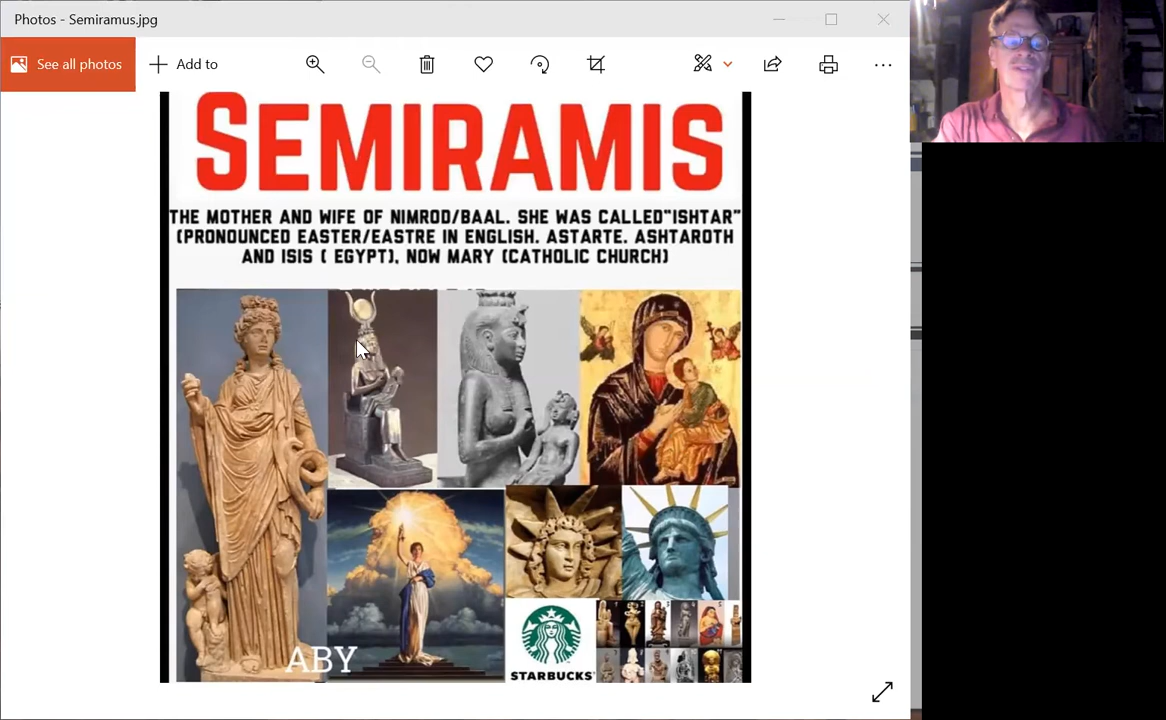 Photos - Semiramus.jpg
See all photos
Add to
SEMIRAMIS
THE MOTHER AND WIFE OF NIMROD/BAAL. SHE WAS CALLED"ISHTAR"
(PRONOUNCED EASTER/EASTRE IN ENGLISH. ASTARTE. ASHTAROTH
AND ISIS ( EGYPT), NOW MARY (CATHOLIC CHURCH)
ABY
STARBUCKS